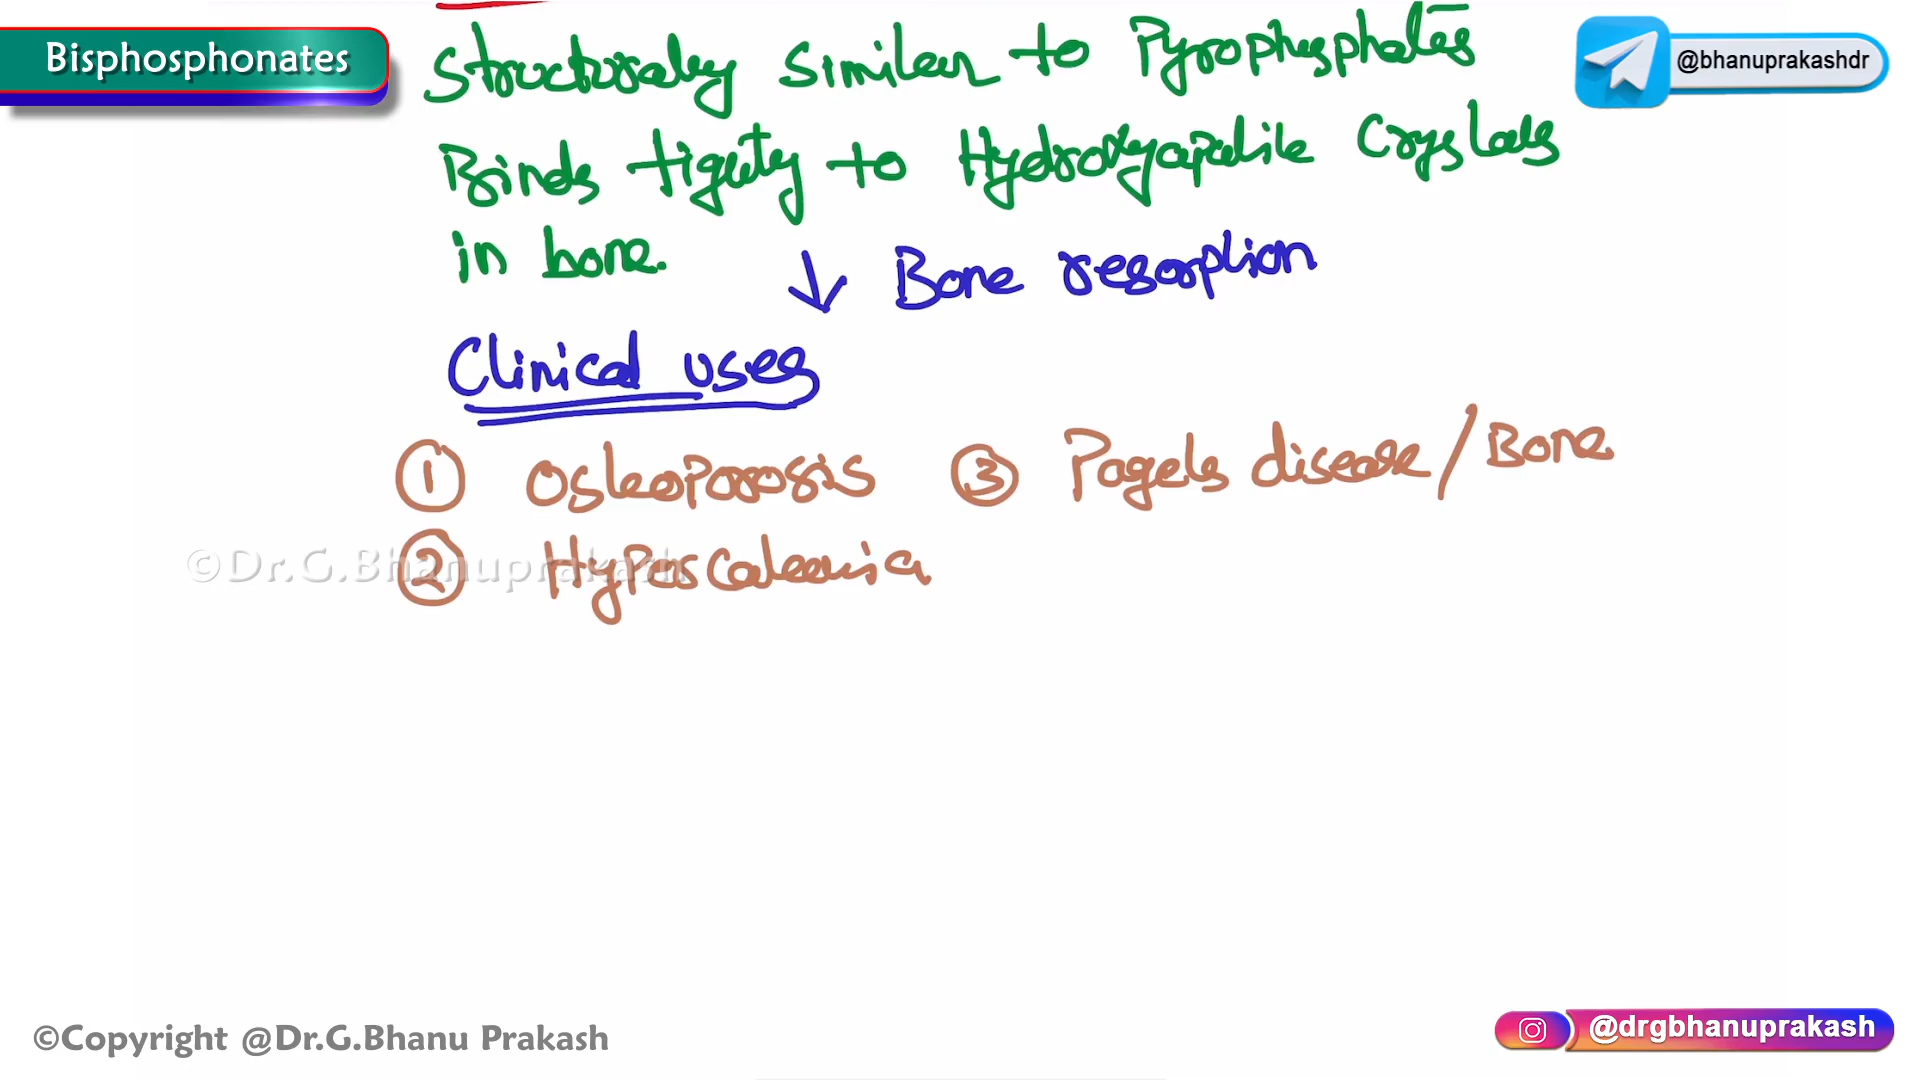 Bisphosphonates
@bhanuprakashdr
Structuraly similar to Pyrophosphates
Binds tightly to Hydroxyapatite Crystals
in bone. ↓ Bone resorption
Clinical uses
① Osteoporosis ③ Pagets disease/Bone
② Hypercalcemia
©Dr.G.Bhanuprakash
©Copyright @Dr.G.Bhanu Prakash
@drgbhanuprakash